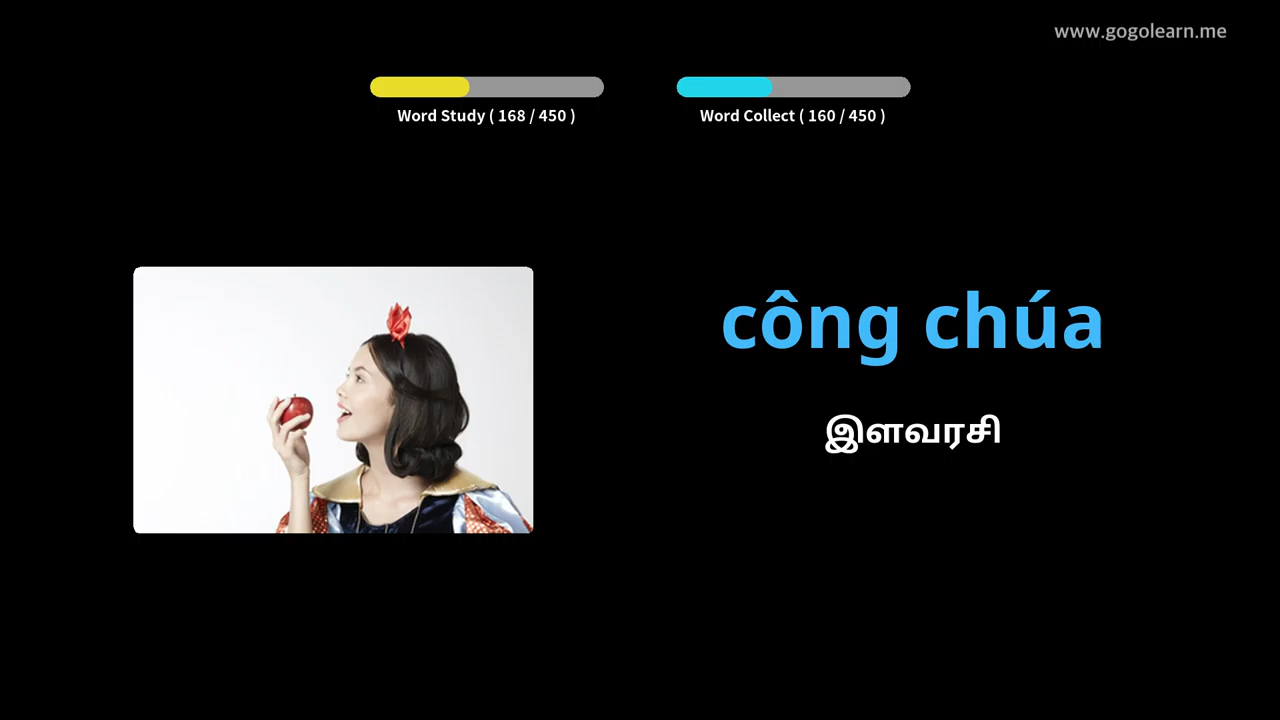 www.gogolearn.me
Word Study ( 168 / 450 )
Word Collect ( 160 / 450 )
công chúa
இளவரசி